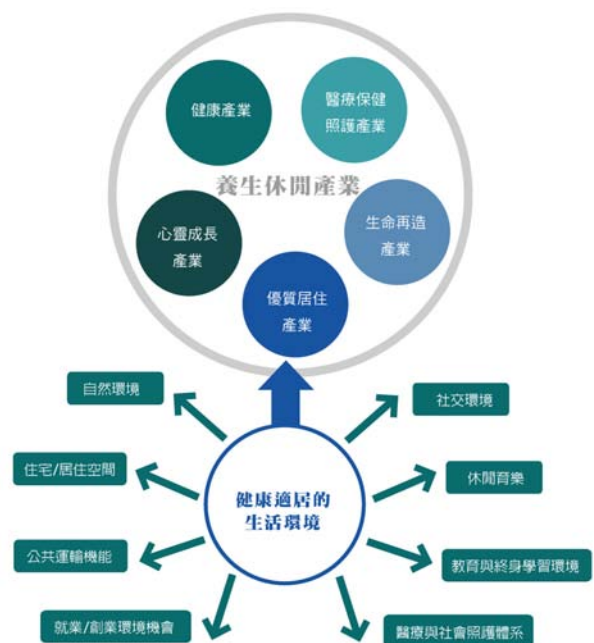 健康產業
醫療保健
照護產業
養生休閒產業
心靈成長
產業
生命再造
產業
優質居住
產業
自然環境
社交環境
住宅/居住空間
健康適居的
生活環境
休閒育樂
公共運輸機能
教育與終身學習環境
就業/創業環境機會
醫療與社會照護體系